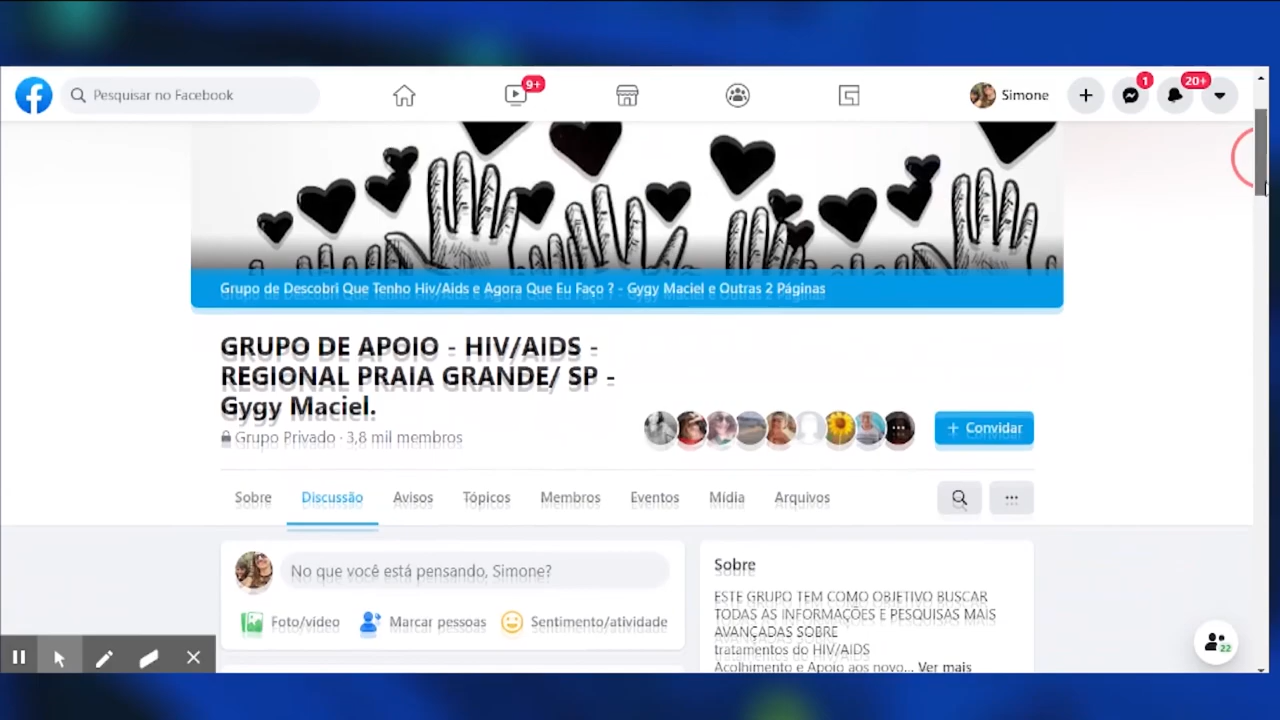 Pesquisar no Facebook
9+
Simone
1
20+
Grupo de Descobri Que Tenho Hiv/Aids e Agora Que Eu Faço ? - Gygy Maciel e Outras 2 Páginas
GRUPO DE APOIO - HIV/AIDS -
REGIONAL PRAIA GRANDE/ SP -
Gygy Maciel.
Grupo Privado · 3,8 mil membros
+ Convidar
Sobre
Discussão
Avisos
Tópicos
Membros
Eventos
Mídia
Arquivos
No que você está pensando, Simone?
Foto/vídeo
Marcar pessoas
Sentimento/atividade
Sobre
ESTE GRUPO TEM COMO OBJETIVO BUSCAR
TODAS AS INFORMAÇÕES E PESQUISAS MAIS
AVANÇADAS SOBRE
tratamentos do HIV/AIDS
Acolhimento e Apoio aos novo... Ver mais
22